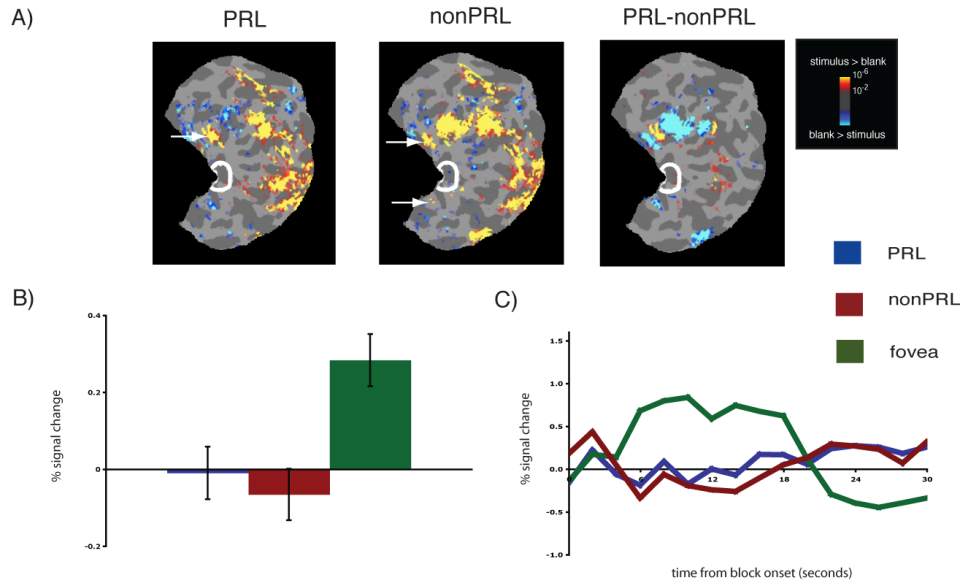 A)
PRL
nonPRL
PRL-nonPRL
stimulus > blank
10-6
10-2
blank > stimulus
PRL
nonPRL
fovea
B)
0.4
0.2
0
-0.2
% signal change
C)
1.5
1.0
0.5
0.0
-0.5
-1.0
% signal change
0
6
12
18
24
30
time from block onset (seconds)